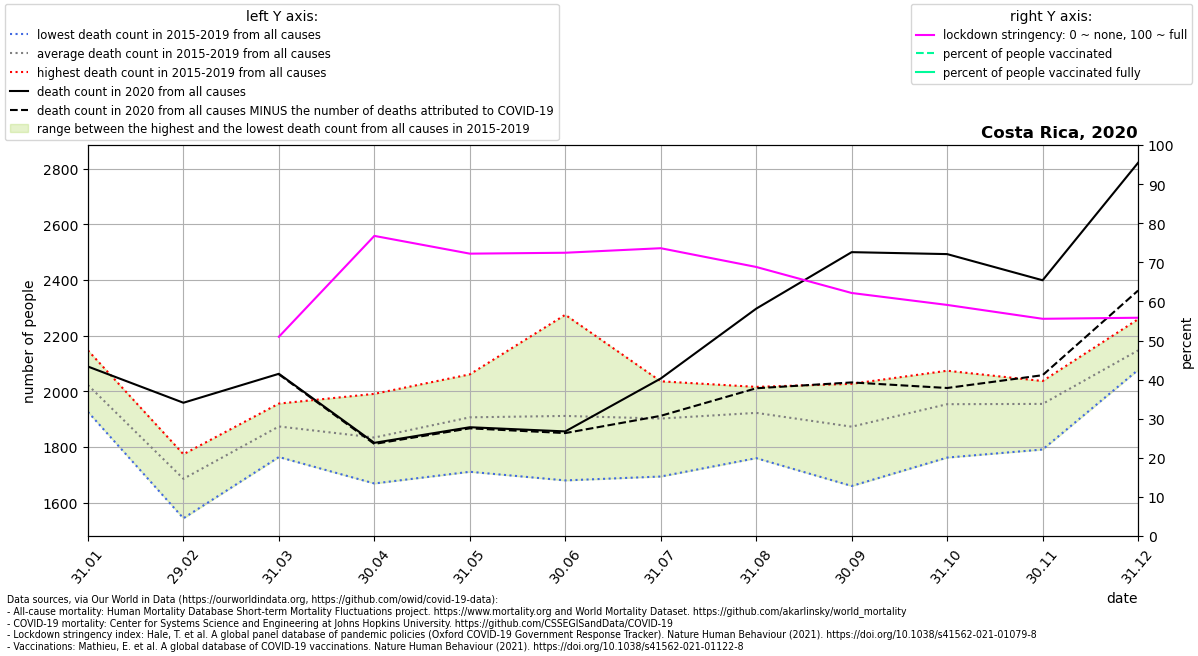 left Y axis:
lowest death count in 2015-2019 from all causes
average death count in 2015-2019 from all causes
highest death count in 2015-2019 from all causes
death count in 2020 from all causes
death count in 2020 from all causes MINUS the number of deaths attributed to COVID-19
range between the highest and the lowest death count from all causes in 2015-2019
right Y axis:
lockdown stringency: 0 ~ none, 100 ~ full
percent of people vaccinated
percent of people vaccinated fully
Costa Rica, 2020
number of people
2800
2600
2400
2200
2000
1800
1600
100
90
80
70
60
50
40
30
20
10
0
percent
31.01
29.02
31.03
30.04
31.05
30.06
31.07
31.08
30.09
31.10
30.11
31.12
date
Data sources, via Our World in Data (https://ourworldindata.org, https://github.com/owid/covid-19-data):
- All-cause mortality: Human Mortality Database Short-term Mortality Fluctuations project. https://www.mortality.org and World Mortality Dataset. https://github.com/akarlinsky/world_mortality
- COVID-19 mortality: Center for Systems Science and Engineering at Johns Hopkins University. https://github.com/CSSEGISandData/COVID-19
- Lockdown stringency index: Hale, T. et al. A global panel database of pandemic policies (Oxford COVID-19 Government Response Tracker). Nature Human Behaviour (2021). https://doi.org/10.1038/s41562-021-01079-8
- Vaccinations: Mathieu, E. et al. A global database of COVID-19 vaccinations. Nature Human Behaviour (2021). https://doi.org/10.1038/s41562-021-01122-8